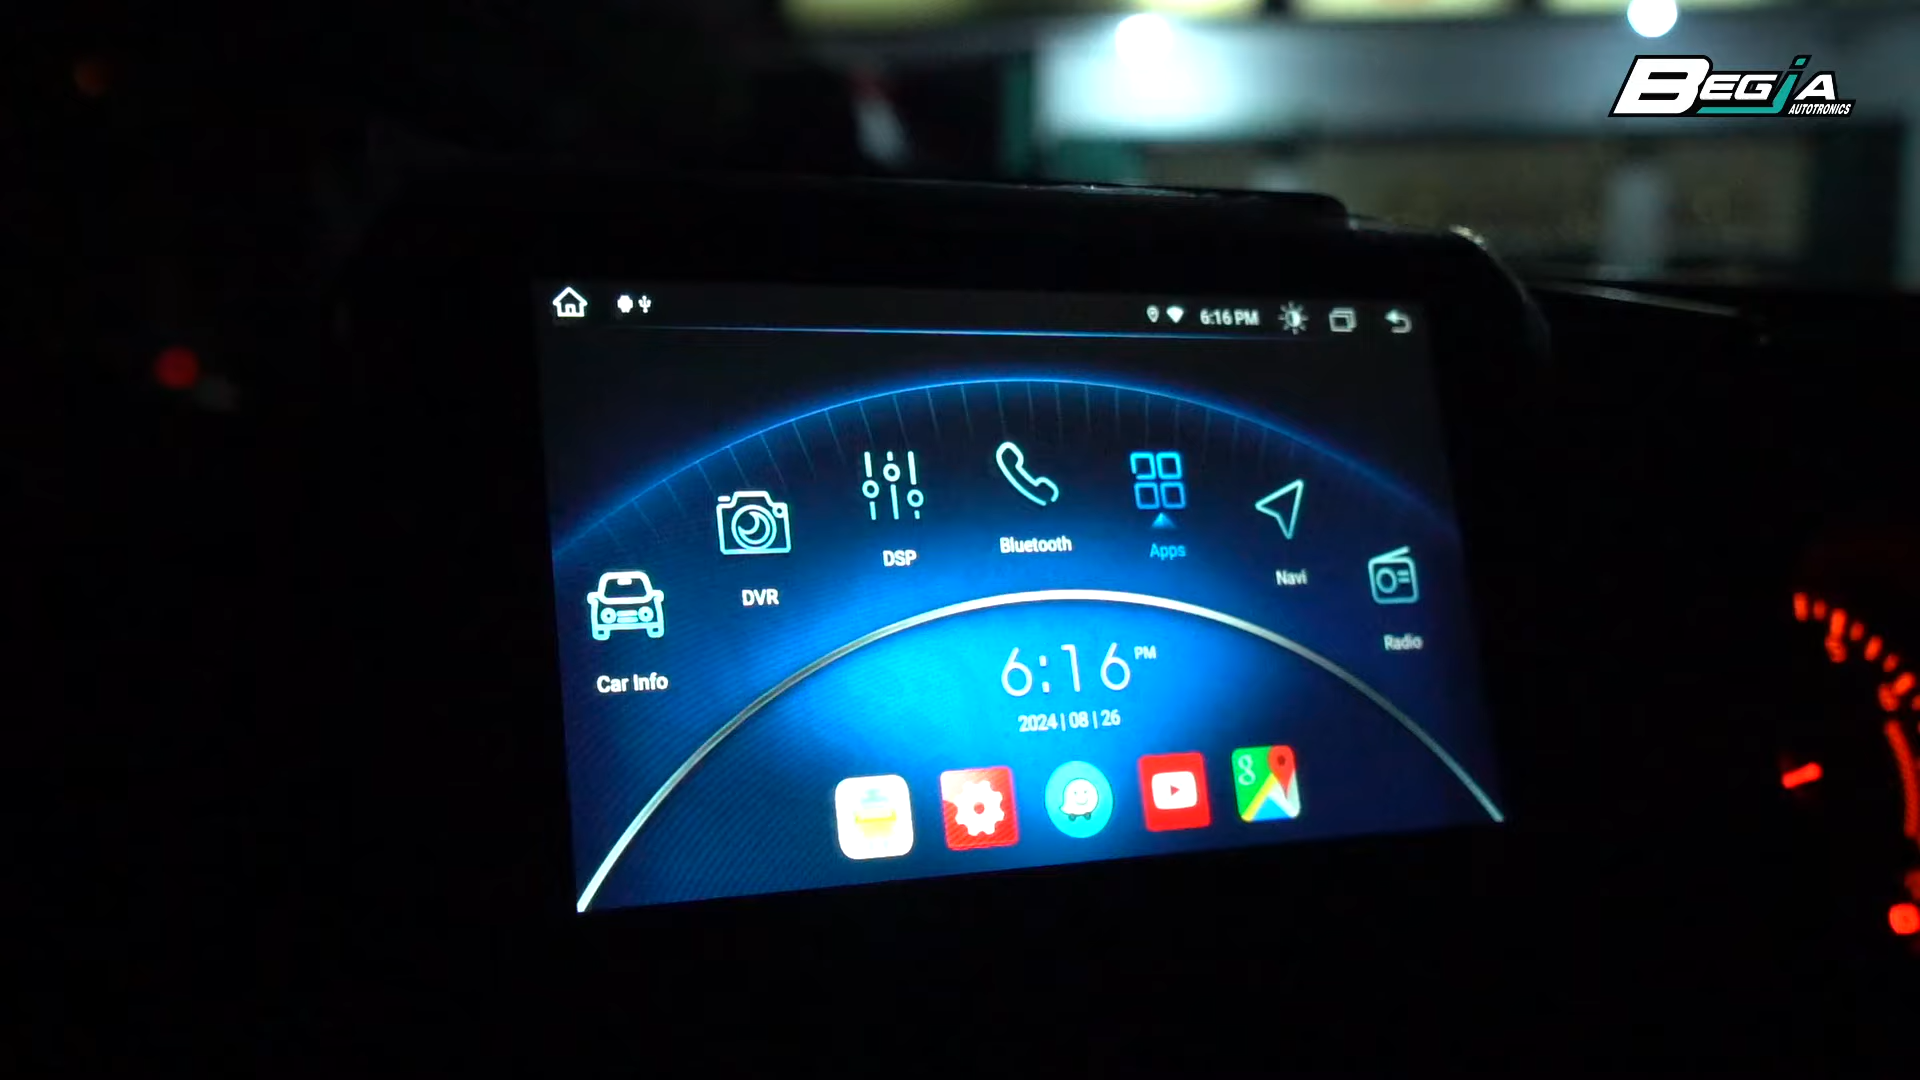 BEGJA
AUTOTRONICS
6:16 PM
Bluetooth
Apps
DSP
Navi
DVR
Radio
Car Info
6:16 PM
2024 | 08 | 26